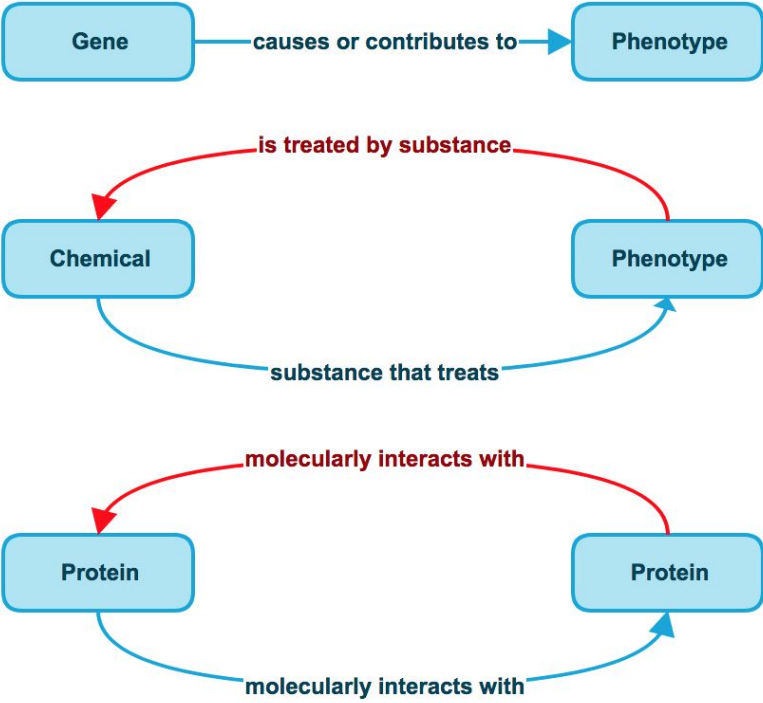 Gene
causes or contributes to
Phenotype
is treated by substance
Chemical
Phenotype
substance that treats
molecularly interacts with
Protein
Protein
molecularly interacts with